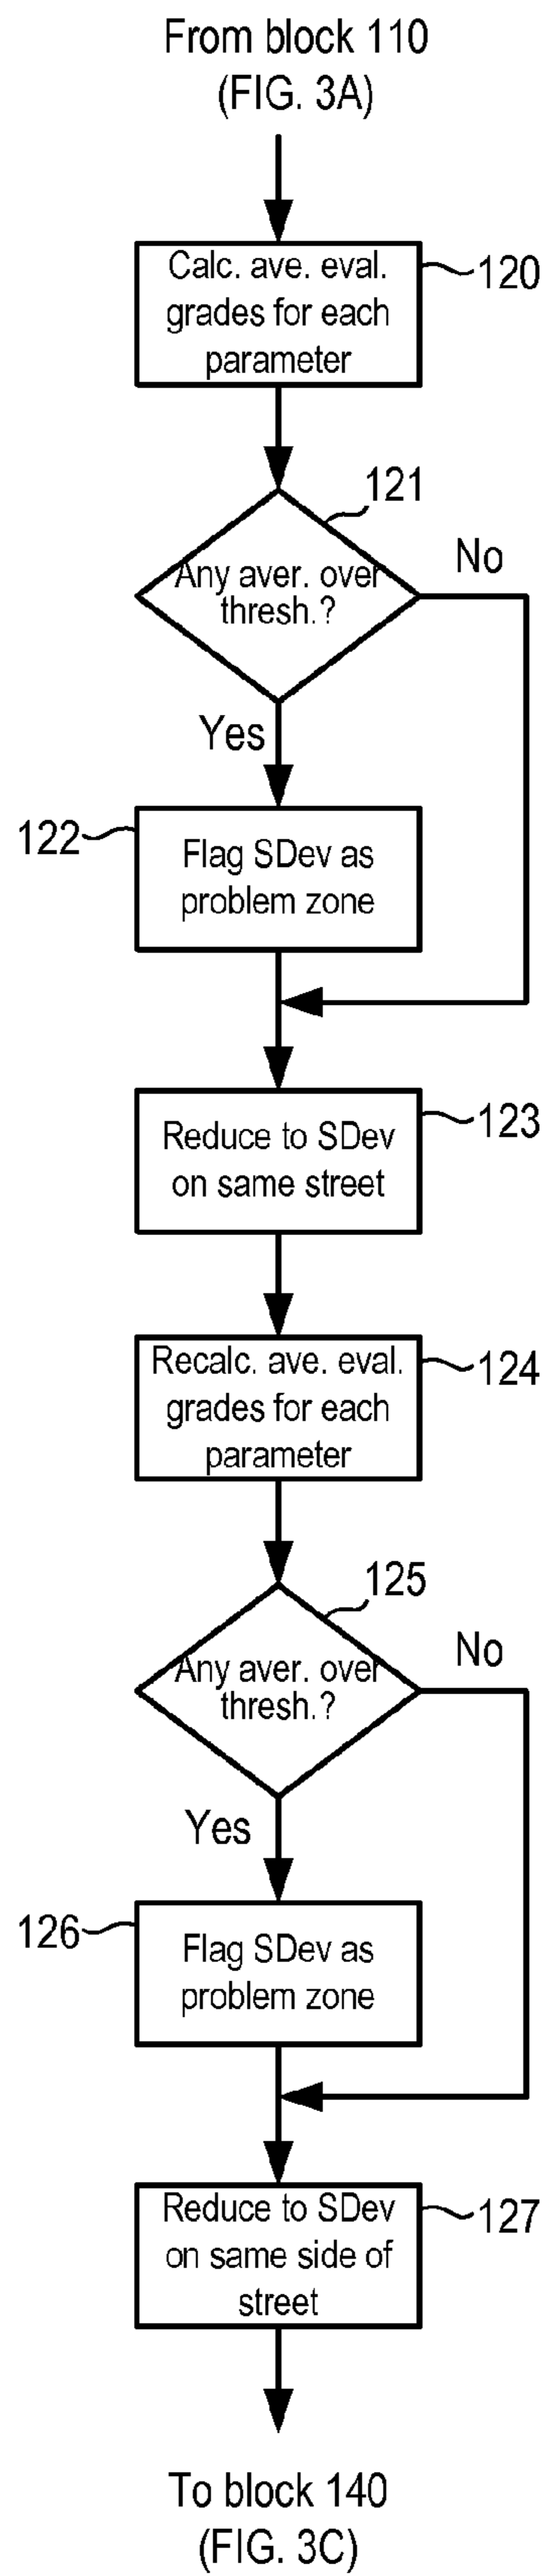 From block 110
(FIG. 3A)
Calc. ave. eval.
grades for each
parameter
120
121
Any aver. over
thresh.?
No
Yes
122
Flag SDev as
problem zone
Reduce to SDev
on same street
123
Recalc. ave. eval.
grades for each
parameter
124
125
Any aver. over
thresh.?
No
Yes
126
Flag SDev as
problem zone
Reduce to SDev
on same side of
street
127
To block 140
(FIG. 3C)